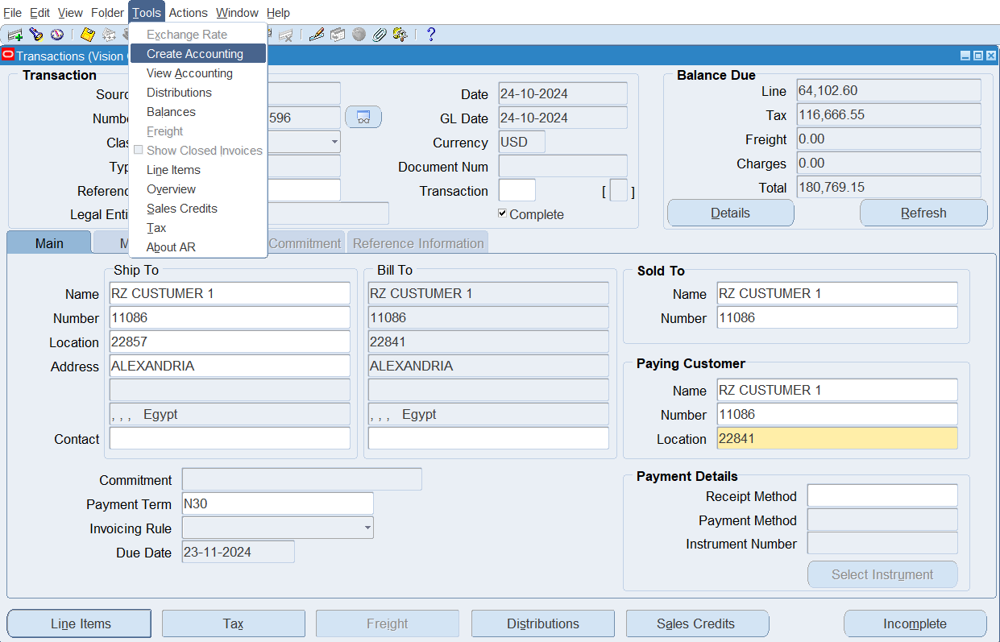 File Edit View Folder Tools Actions Window Help
Exchange Rate
Create Accounting
View Accounting
Distributions
Balances
Freight
Show Closed Invoices
Line Items
Overview
Sales Credits
Tax
About AR
Transactions (Vision
Transaction
Date 24-10-2024
596 GL Date 24-10-2024
Currency USD
Document Num
Reference Transaction [ ]
Legal Complete
Balance Due
Line 64,102.60
Tax 116,666.55
Freight 0.00
Charges 0.00
Total 180,769.15
Details Refresh
Main Commitment Reference Information
Ship To
Name RZ CUSTUMER 1
Number 11086
Location 22857
Address ALEXANDRIA
, , , Egypt
Contact
Bill To
RZ CUSTUMER 1
11086
22841
ALEXANDRIA
, , , Egypt
Sold To
Name RZ CUSTUMER 1
Number 11086
Paying Customer
Name RZ CUSTUMER 1
Number 11086
Location 22841
Commitment
Payment Term N30
Invoicing Rule
Due Date 23-11-2024
Payment Details
Receipt Method
Payment Method
Instrument Number
Select Instrument
Line Items Tax Freight Distributions Sales Credits Incomplete